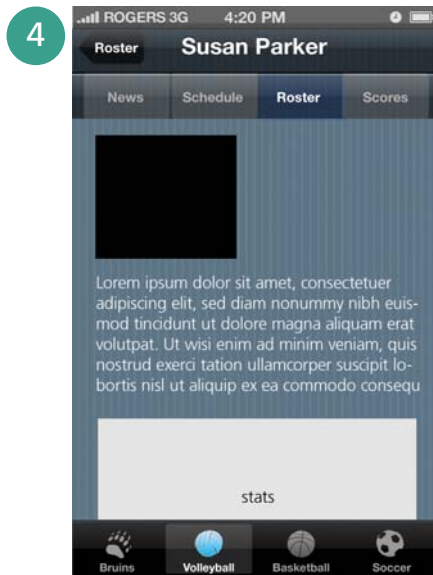 4
ROGERS 3G 4:20 PM
Roster Susan Parker
News Schedule Roster Scores
Lorem ipsum dolor sit amet, consectetuer
adipiscing elit, sed diam nonummy nibh euis-
mod tincidunt ut dolore magna aliquam erat
volutpat. Ut wisi enim ad minim veniam, quis
nostrud exerci tation ullamcorper suscipit lo-
bortis nisl ut aliquip ex ea commodo consequ
stats
Bruins Volleyball Basketball Soccer